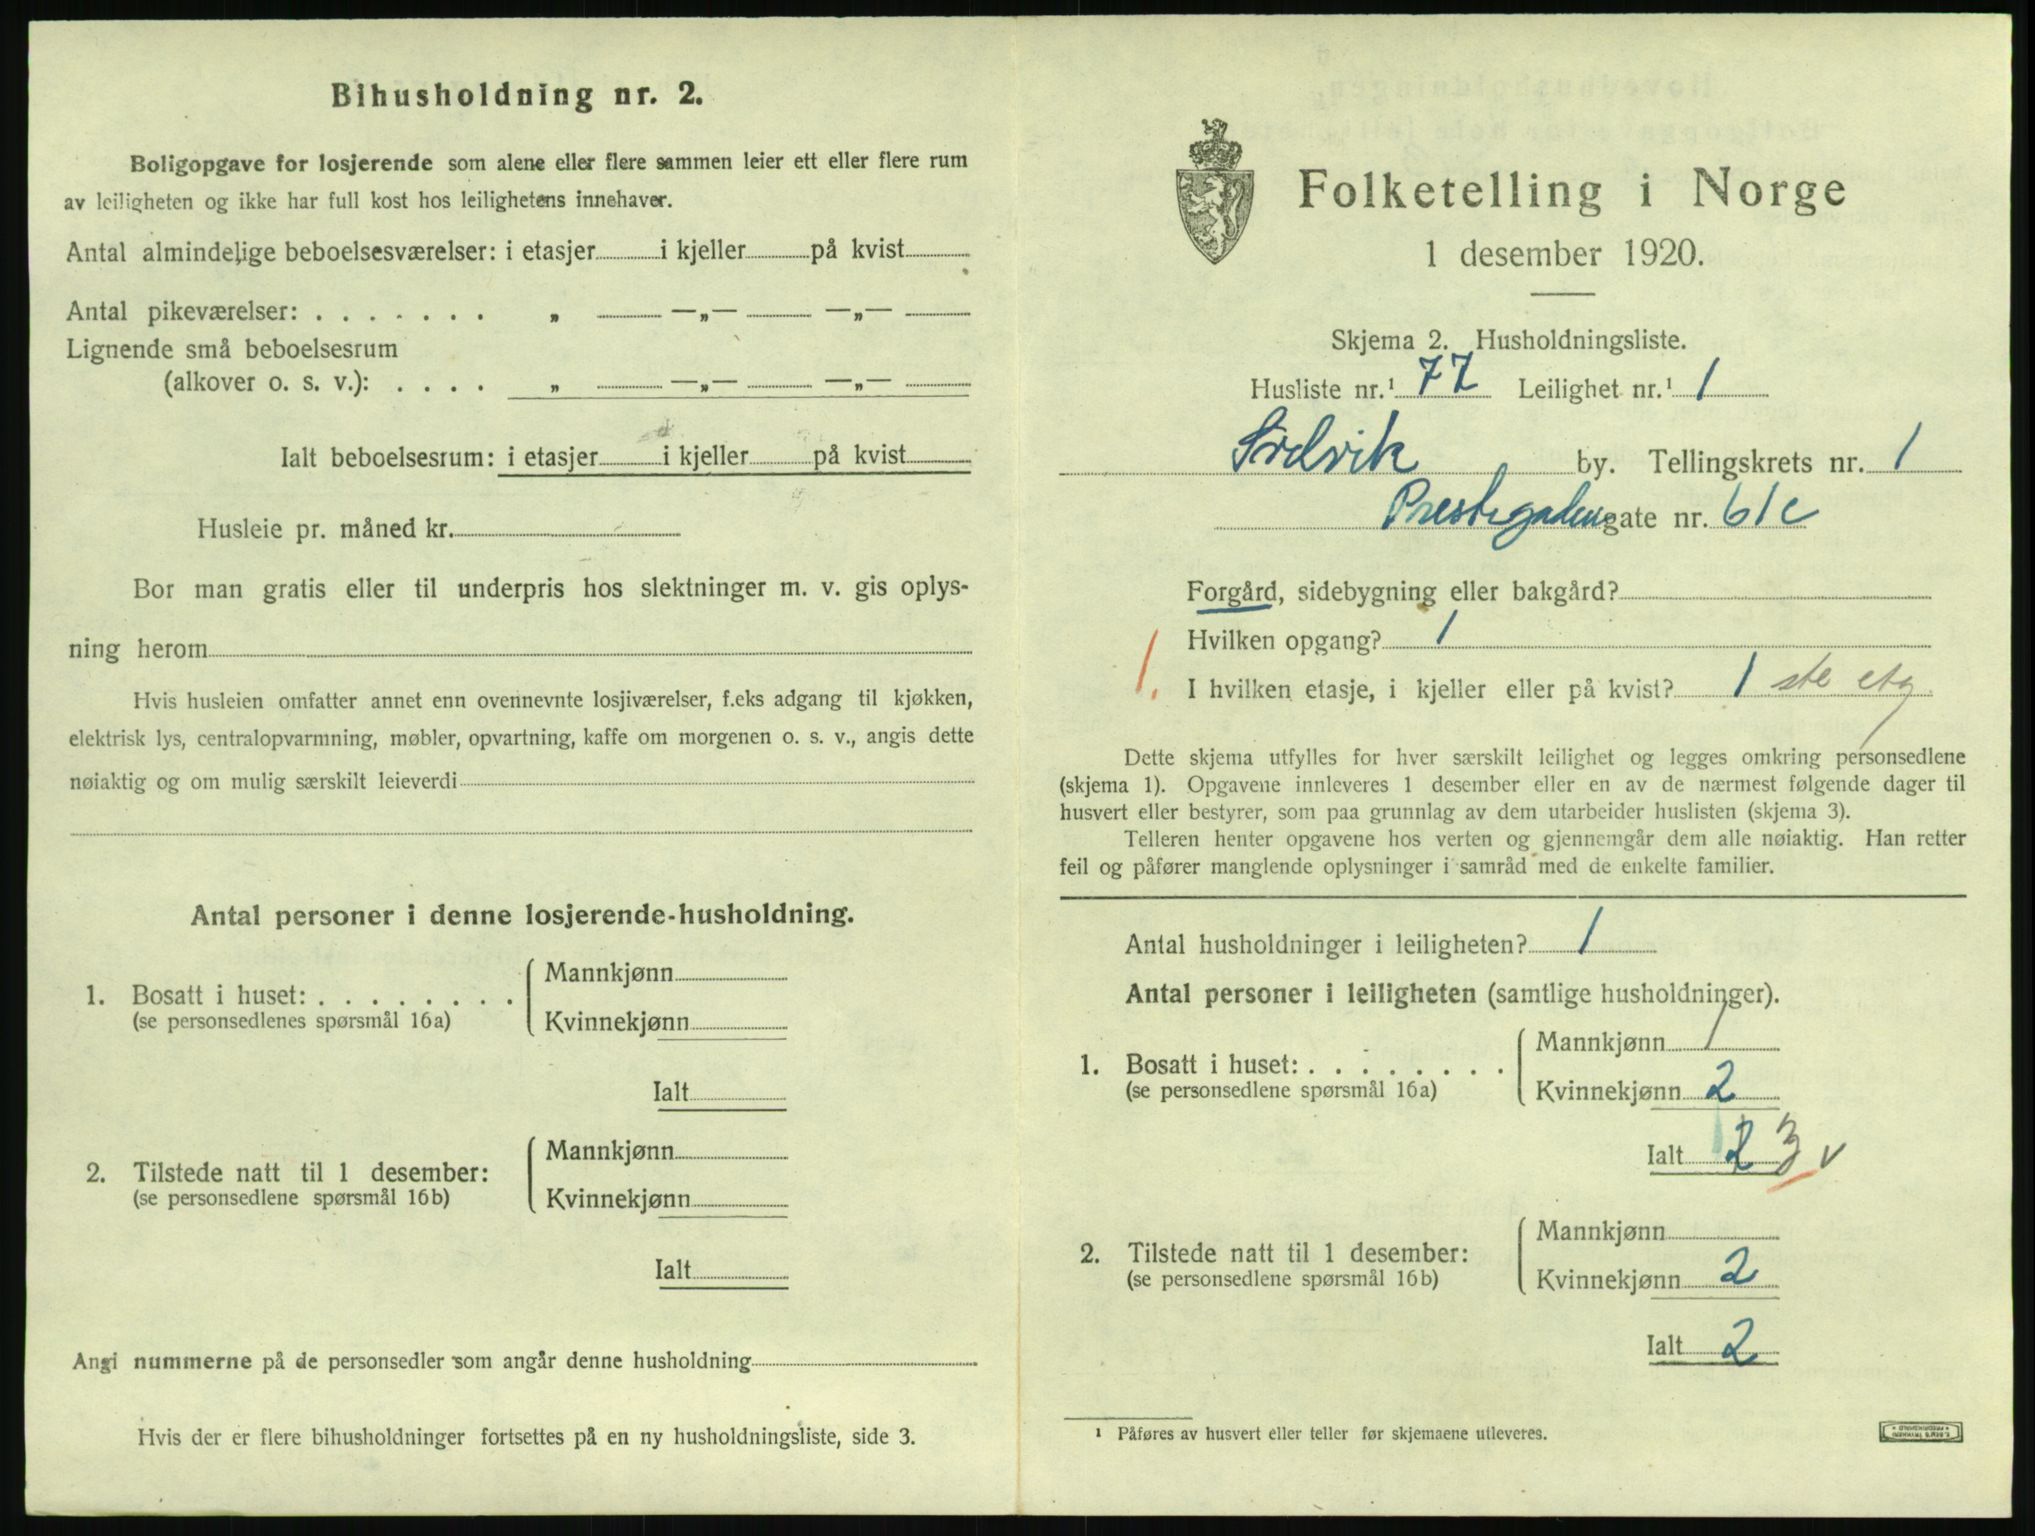 Bihusholdning nr. 2.
Boligopgave for losjerende som alene eller flere sammen leier ett eller flere rum
av leiligheten og ikke har full kost hos leilighetens innehaver.
Antal almindelige beboelsesværelser: i etasjer i kjeller på kvist
Antal pikeværelser: . . . . . . . „ —„— —„—
Lignende små beboelsesrum
(alkover o. s. v.): . . . . „ —„— —„—
Ialt beboelsesrum: i etasjer i kjeller på kvist
Husleie pr. måned kr.
Bor man gratis eller til underpris hos slektninger m. v. gis oplys-
ning herom
Hvis husleien omfatter annet enn ovennevnte losjiværelser, f.eks adgang til kjøkken,
elektrisk lys, centralopvarmning, møbler, opvartning, kaffe om morgenen o. s. v., angis dette
nøiaktig og om mulig særskilt leieverdi
Antal personer i denne losjerende-husholdning.
1. Bosatt i huset: . . . . . . . .
(se personsedlenes spørsmål 16a)
Mannkjønn
Kvinnekjønn
Ialt
2. Tilstede natt til 1 desember:
(se personsedlene spørsmål 16b)
Mannkjønn
Kvinnekjønn
Ialt
Angi nummerne på de personsedler som angår denne husholdning
Hvis der er flere bihusholdninger fortsettes på en ny husholdningsliste, side 3.
Folketelling i Norge
1 desember 1920.
Skjema 2. Husholdningsliste.
Husliste nr.¹ 77 Leilighet nr.¹ 1
Svelvik by. Tellingskrets nr. 1
Prestegaden gate nr. 61c
Forgård, sidebygning eller bakgård?
Hvilken opgang? 1
1. I hvilken etasje, i kjeller eller på kvist? 1 ste etg
Dette skjema utfylles for hver særskilt leilighet og legges omkring personsedlene
(skjema 1). Opgavene innleveres 1 desember eller en av de nærmest følgende dager til
husvert eller bestyrer, som paa grunnlag av dem utarbeider huslisten (skjema 3).
Telleren henter opgavene hos verten og gjennemgår dem alle nøiaktig. Han retter
feil og påfører manglende oplysninger i samråd med de enkelte familier.
Antal husholdninger i leiligheten? 1
Antal personer i leiligheten (samtlige husholdninger).
1. Bosatt i huset: . . . . . . . .
(se personsedlene spørsmål 16a)
Mannkjønn 1
Kvinnekjønn 2
Ialt 2 3 v
2. Tilstede natt til 1 desember:
(se personsedlene spørsmål 16b)
Mannkjønn
Kvinnekjønn 2
Ialt 2
¹ Påføres av husvert eller teller før skjemaene utleveres.